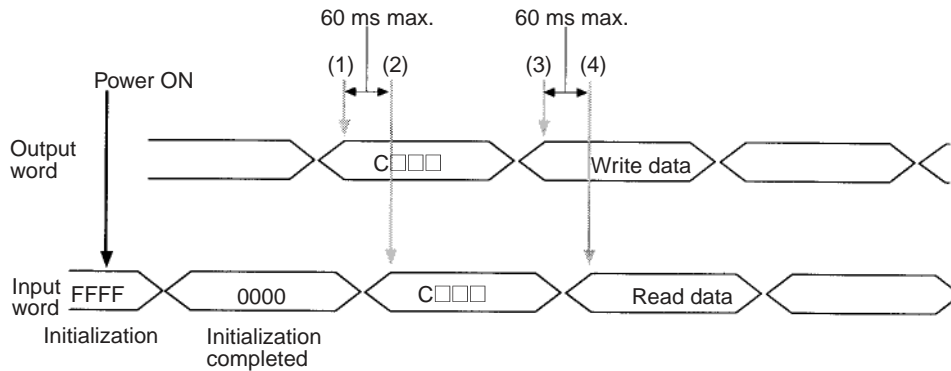 60 ms max. 60 ms max.
(1) (2) (3) (4)
Power ON
Output
word
C□□□ Write data
Input
word
FFFF 0000 C□□□ Read data
Initialization Initialization
completed